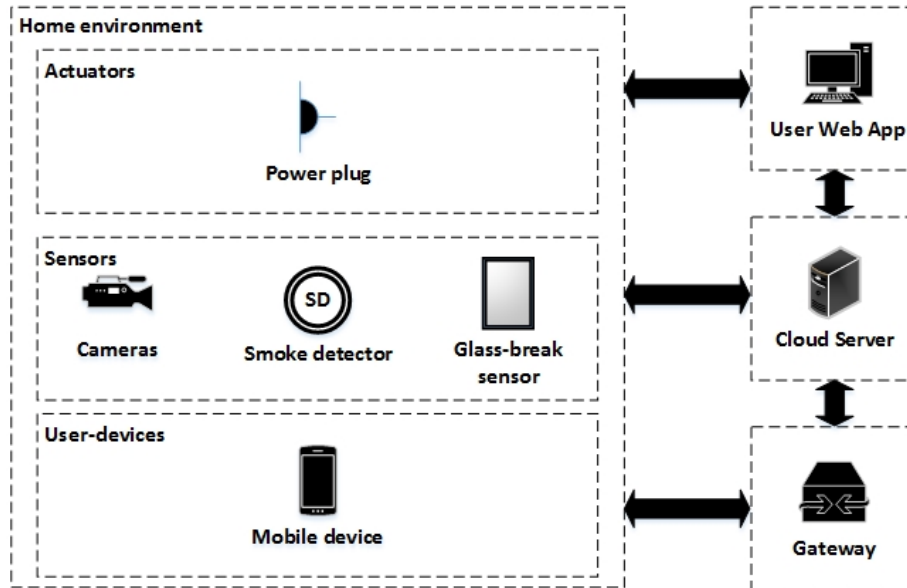 Home environment
Actuators
Power plug
User Web App
Sensors
SD
Cameras
Smoke detector
Glass-break
sensor
Cloud Server
User-devices
Mobile device
Gateway